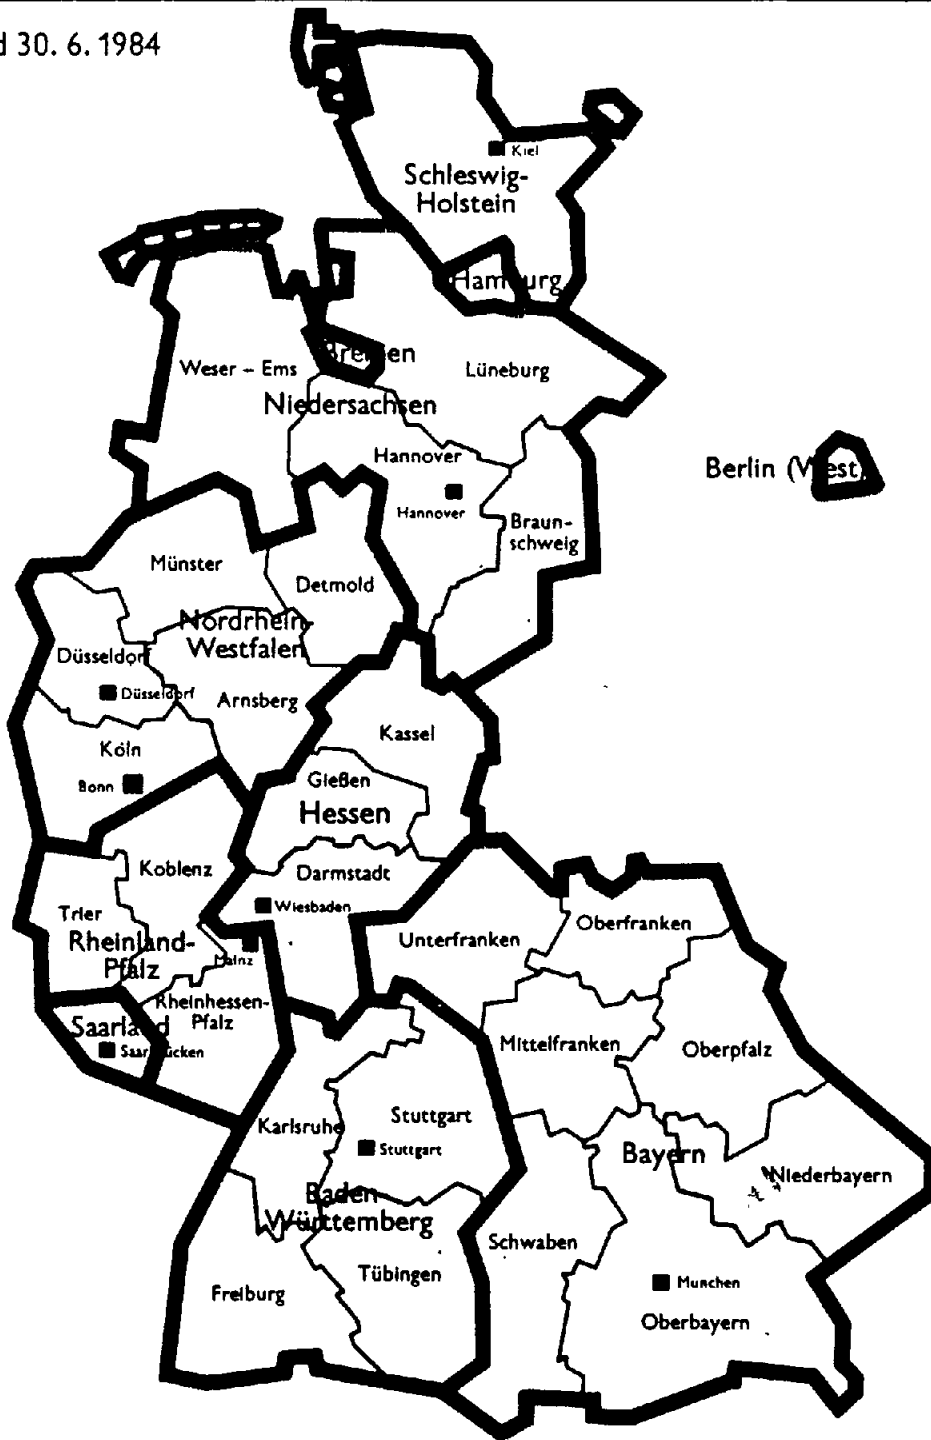 30. 6. 1984
Kiel
Schleswig-
Holstein
Hamburg
Bremen
Weser – Ems
Lüneburg
Niedersachsen
Hannover
Hannover
Berlin (West)
Braun-
schweig
Münster
Detmold
Nordrhein-
Westfalen
Düsseldorf
Düsseldorf
Arnsberg
Kassel
Köln
Bonn
Gießen
Hessen
Koblenz
Darmstadt
Wiesbaden
Trier
Rheinland-
Pfalz
Mainz
Unterfranken
Oberfranken
Rheinhessen-
Pfalz
Saarland
Saarbrücken
Mittelfranken
Oberpfalz
Karlsruhe
Stuttgart
Stuttgart
Bayern
Niederbayern
Baden
Württemberg
Schwaben
Tübingen
Freiburg
Munchen
Oberbayern